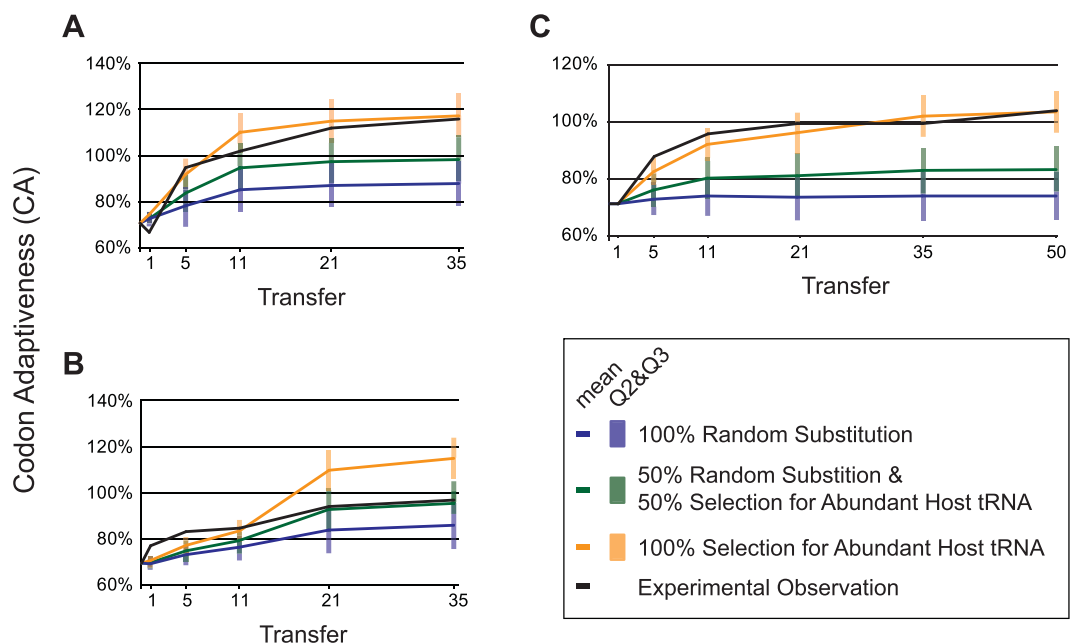 A
140%
120%
100%
80%
60%
1 5 11 21 35
Transfer
C
120%
100%
80%
60%
1 5 11 21 35 50
Transfer
Codon Adaptiveness (CA)
B
140%
120%
100%
80%
60%
1 5 11 21 35
Transfer
mean
Q2&Q3
100% Random Substitution
50% Random Substition &
50% Selection for Abundant Host tRNA
100% Selection for Abundant Host tRNA
Experimental Observation